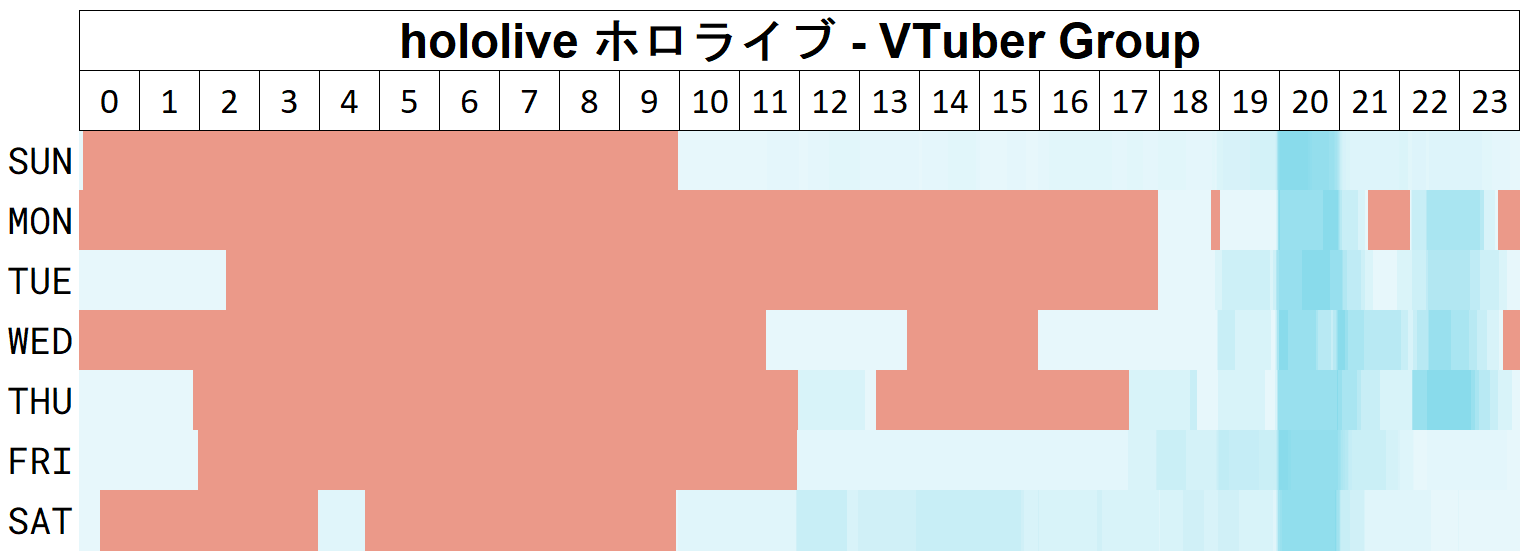 hololive ホロライブ - VTuber Group
0 1 2 3 4 5 6 7 8 9 10 11 12 13 14 15 16 17 18 19 20 21 22 23
SUN
MON
TUE
WED
THU
FRI
SAT